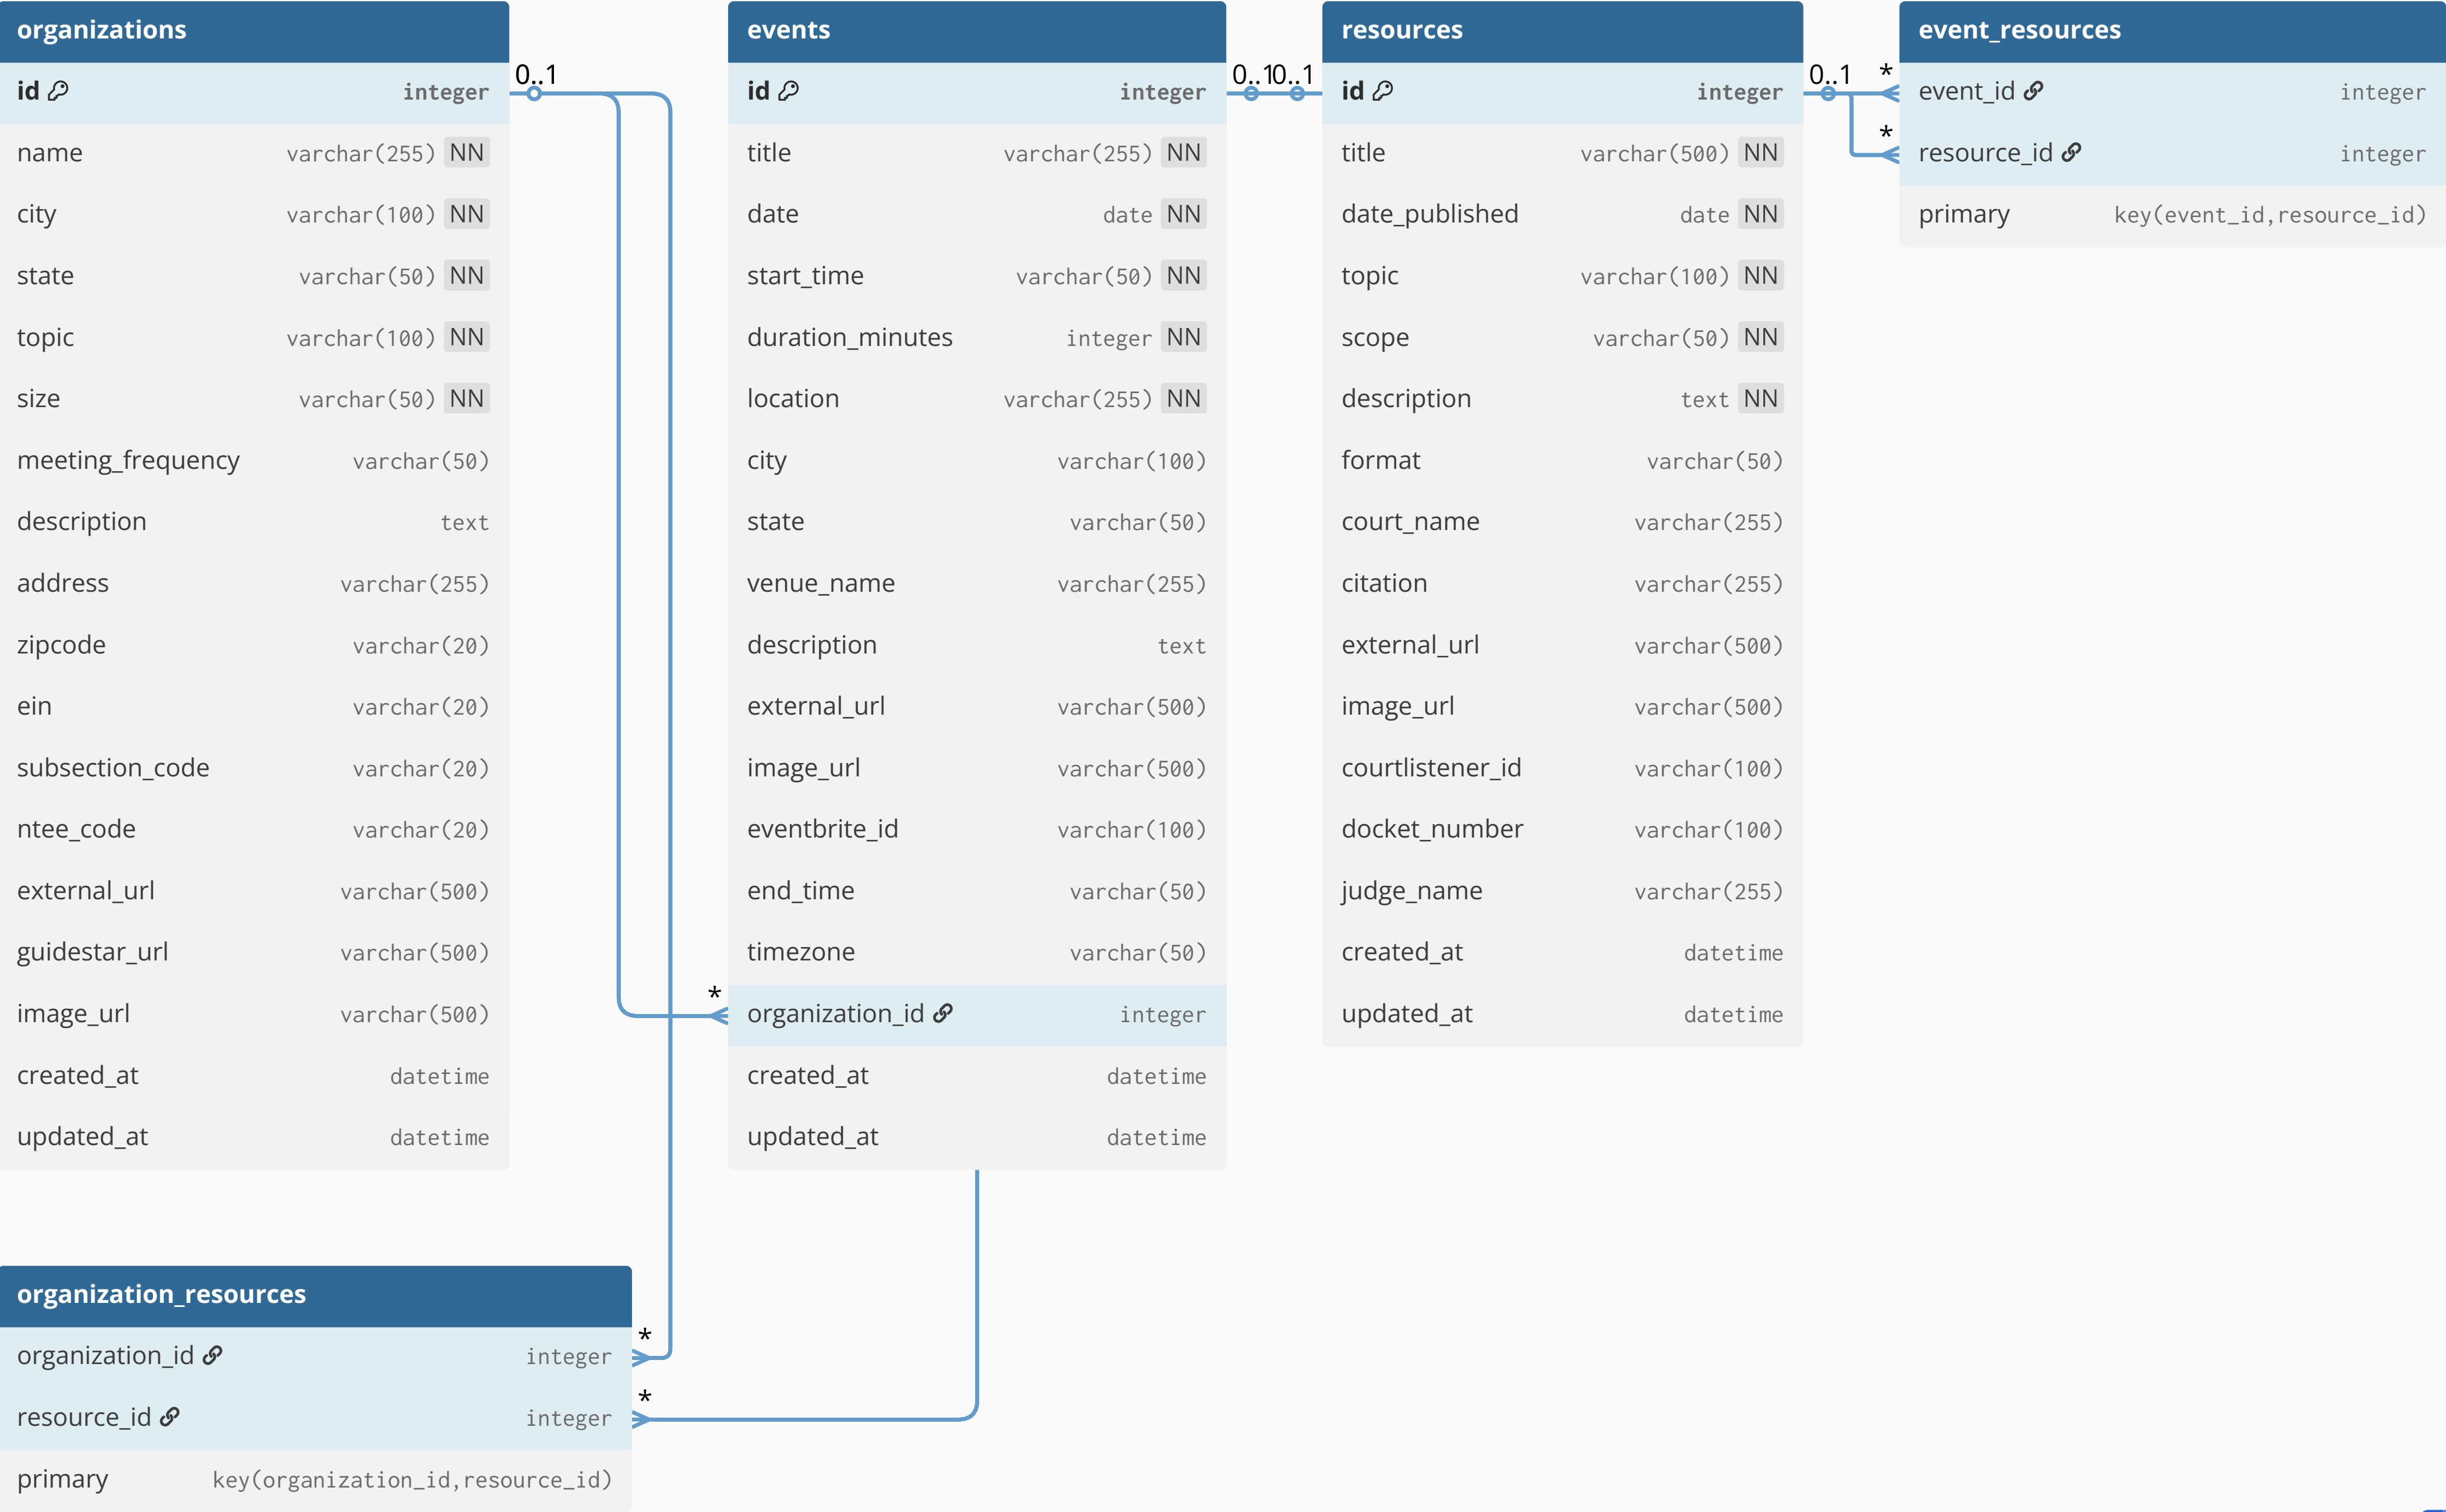 organizations
id integer
name varchar(255) NN
city varchar(100) NN
state varchar(50) NN
topic varchar(100) NN
size varchar(50) NN
meeting_frequency varchar(50)
description text
address varchar(255)
zipcode varchar(20)
ein varchar(20)
subsection_code varchar(20)
ntee_code varchar(20)
external_url varchar(500)
guidestar_url varchar(500)
image_url varchar(500)
created_at datetime
updated_at datetime
0..1
events
id integer
title varchar(255) NN
date date NN
start_time varchar(50) NN
duration_minutes integer NN
location varchar(255) NN
city varchar(100)
state varchar(50)
venue_name varchar(255)
description text
external_url varchar(500)
image_url varchar(500)
eventbrite_id varchar(100)
end_time varchar(50)
timezone varchar(50)
* organization_id integer
created_at datetime
updated_at datetime
0..1 0..1
resources
id integer
title varchar(500) NN
date_published date NN
topic varchar(100) NN
scope varchar(50) NN
description text NN
format varchar(50)
court_name varchar(255)
citation varchar(255)
external_url varchar(500)
image_url varchar(500)
courtlistener_id varchar(100)
docket_number varchar(100)
judge_name varchar(255)
created_at datetime
updated_at datetime
0..1 *
*
event_resources
event_id integer
resource_id integer
primary key(event_id,resource_id)
organization_resources
organization_id integer *
resource_id integer *
primary key(organization_id,resource_id)